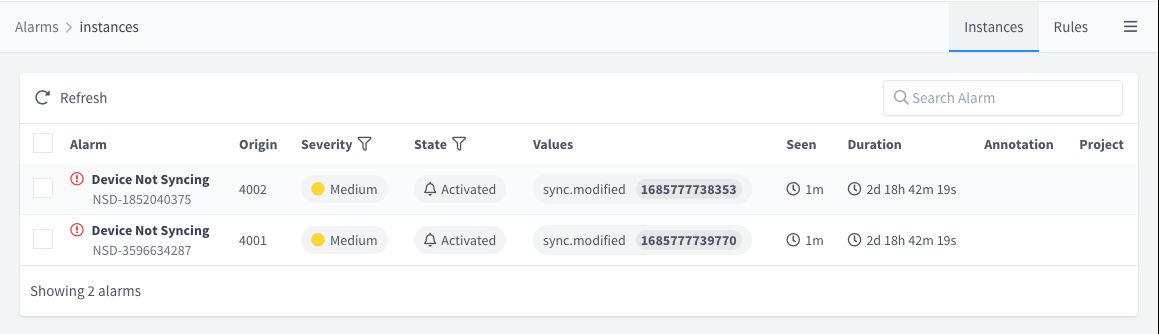 Alarms > instances Instances Rules
Refresh Search Alarm
Alarm Origin Severity State Values Seen Duration Annotation Project
Device Not Syncing
NSD-1852040375 4002 Medium Activated sync.modified 1685777738353 1m 2d 18h 42m 19s
Device Not Syncing
NSD-3596634287 4001 Medium Activated sync.modified 1685777739770 1m 2d 18h 42m 19s
Showing 2 alarms